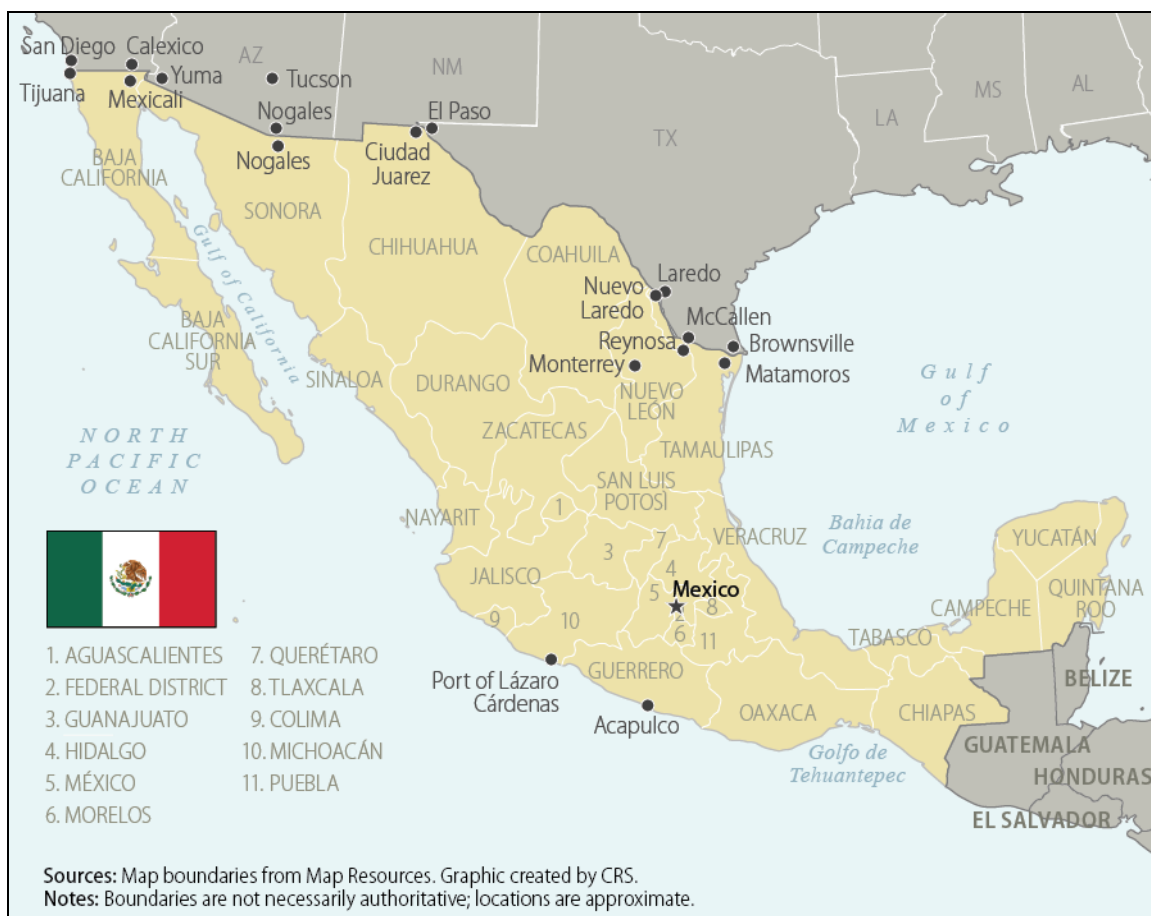 San Diego
Calexico
AZ
NM
MS
AL
Tijuana
Mexicali
Yuma
Tucson
LA
TX
Nogales
El Paso
Nogales
Ciudad
Juarez
BAJA
CALIFORNIA
SONORA
CHIHUAHUA
COAHUILA
Gulf of California
Nuevo
Laredo
Laredo
McCallen
BAJA
CALIFORNIA
SUR
Reynosa
Brownsville
Monterrey
Matamoros
SINALOA
DURANGO
NUEVO
LEÓN
Gulf
of
Mexico
NORTH
PACIFIC
OCEAN
ZACATECAS
TAMAULIPAS
SAN LUIS
POTOSÌ
NAYARIT
1
VERACRUZ
Bahia de
Campeche
YUCATÁN
3
7
4
JALISCO
5
Mexico
2
8
QUINTANA
ROO
CAMPECHE
9
10
6
11
TABASCO
GUERRERO
Port of Lázaro
Cárdenas
BELIZE
Acapulco
OAXACA
CHIAPAS
Golfo de
Tehuantepec
GUATEMALA
HONDURAS
EL SALVADOR
1. AGUASCALIENTES
2. FEDERAL DISTRICT
3. GUANAJUATO
4. HIDALGO
5. MÉXICO
6. MORELOS
7. QUERÉTARO
8. TLAXCALA
9. COLIMA
10. MICHOACÁN
11. PUEBLA
Sources: Map boundaries from Map Resources. Graphic created by CRS.
Notes: Boundaries are not necessarily authoritative; locations are approximate.